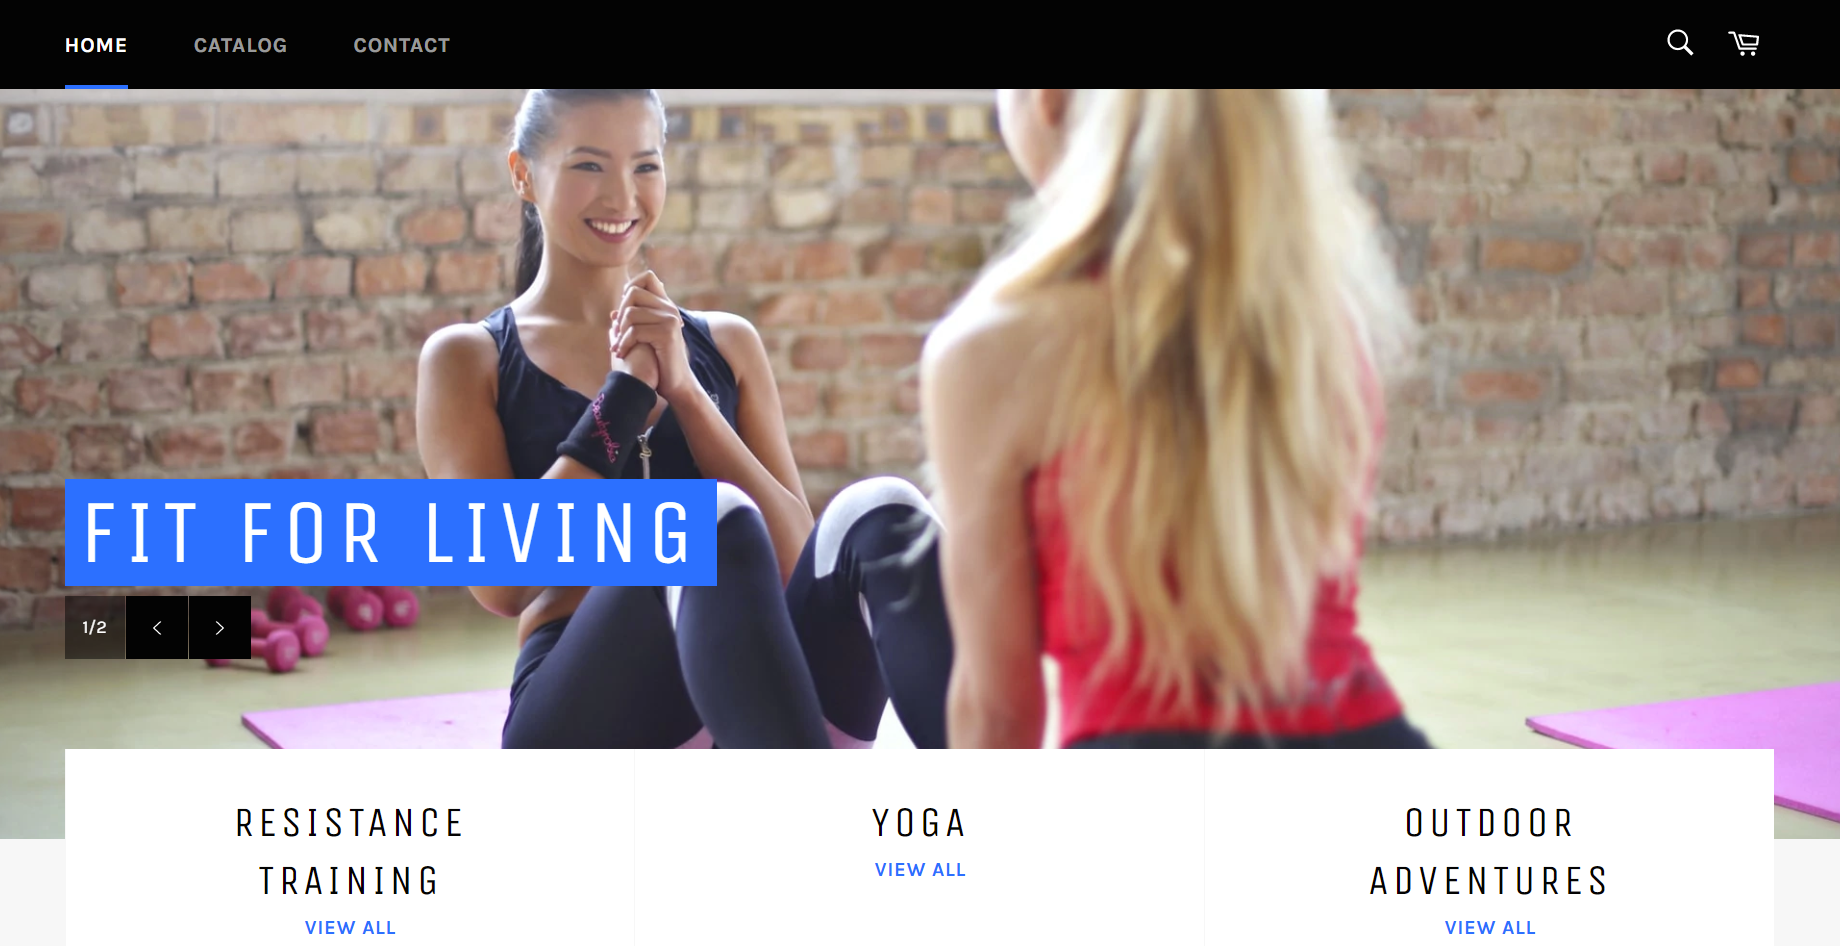 HOME CATALOG CONTACT
FIT FOR LIVING
1/2
RESISTANCE
TRAINING
VIEW ALL
YOGA
VIEW ALL
OUTDOOR
ADVENTURES
VIEW ALL